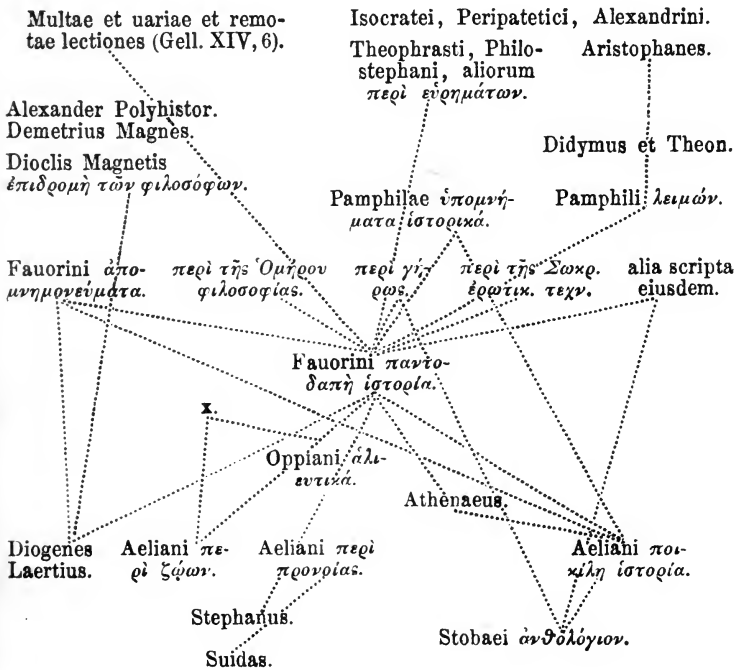 Multae et uariae et remo-
tae lectiones (Gell. XIV, 6).
Isocratei, Peripatetici, Alexandrini.
Theophrasti, Philo-
stephani, aliorum
περὶ εὑρημάτων.
Aristophanes.
Alexander Polyhistor.
Demetrius Magnes.
Dioclis Magnetis
ἐπιδρομὴ τῶν φιλοσόφων.
Didymus et Theon.
Pamphilae ὑπομνή-
ματα ἱστορικά.
Pamphili λειμών.
Fauorini ἀπο-
μνημονεύματα.
περὶ τῆς Ὁμήρου
φιλοσοφίας.
περὶ γή-
ρως.
περὶ τῆς Σωκρ.
ἐρωτικ. τεχν.
alia scripta
eiusdem.
Fauorini παντο-
δαπὴ ἱστορία.
x.
Oppiani ἁλι-
ευτικά.
Athenaeus.
Diogenes
Laertius.
Aeliani πε-
ρὶ ζῴων.
Aeliani περὶ
προνοίας.
Aeliani ποι-
κίλη ἱστορία.
Stephanus.
Suidas.
Stobaei ἀνθολόγιον.